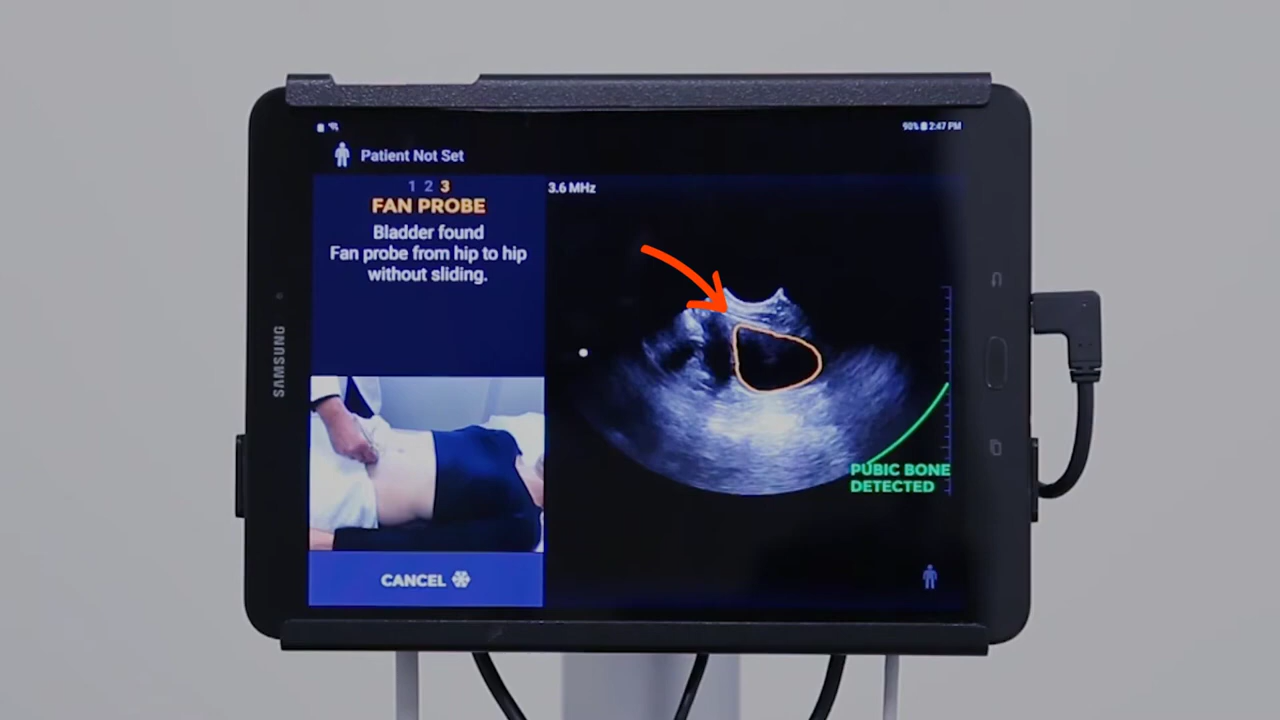 98% 2:47 PM
Patient Not Set
1 2 3
FAN PROBE
Bladder found
Fan probe from hip to hip
without sliding.
3.6 MHz
SAMSUNG
PUBIC BONE
DETECTED
CANCEL